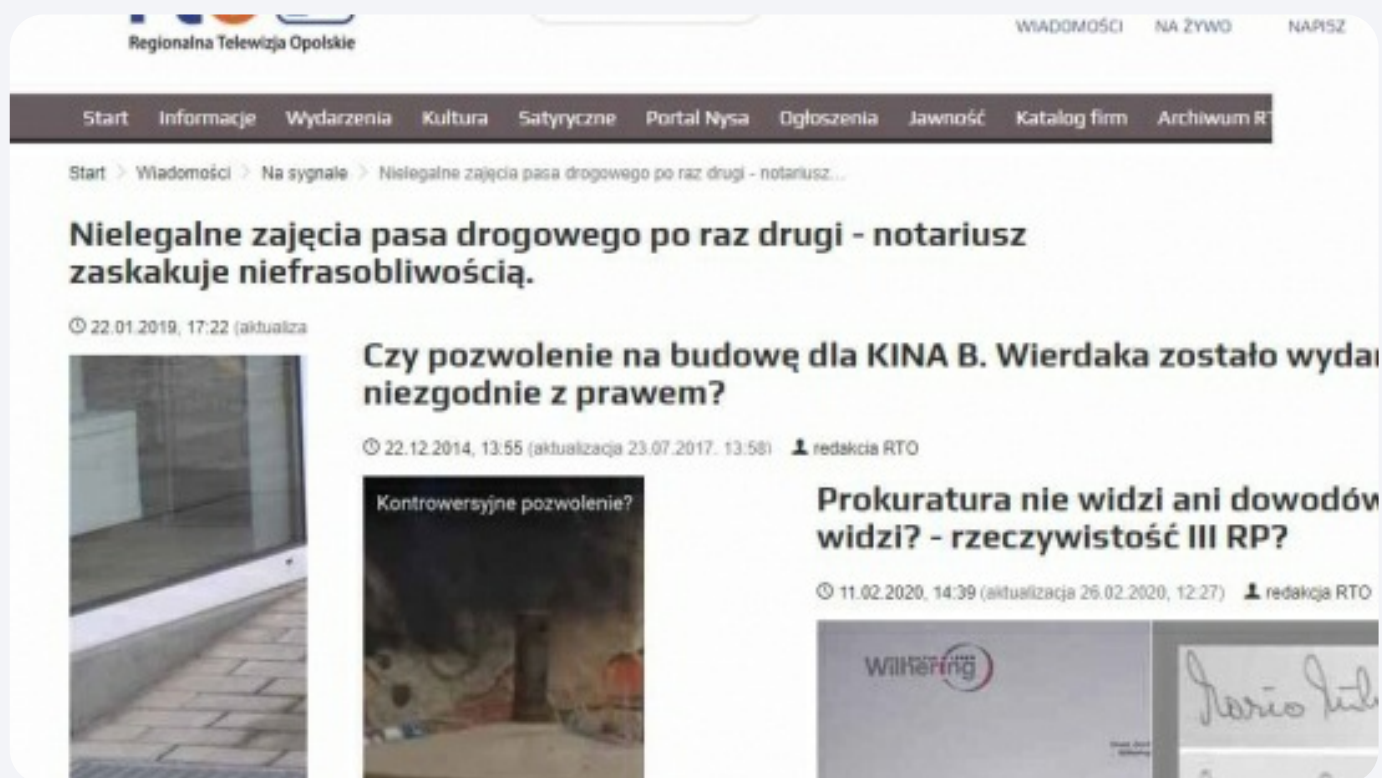 Regionalna Telewizja Opolskie
WIADOMOŚCI NA ŻYWO NAPISZ
Start Informacje Wydarzenia Kultura Satyryczne Portal Nysa Ogłoszenia Jawność Katalog firm Archiwum RT
Start > Wiadomości > Na sygnale > Nielegalne zajęcia pasa drogowego po raz drugi - notariusz...
Nielegalne zajęcia pasa drogowego po raz drugi - notariusz
zaskakuje niefrasobliwością.
22.01.2019, 17:22 (aktualiza
Czy pozwolenie na budowę dla KINA B. Wierdaka zostało wydan
niezgodnie z prawem?
22.12.2014, 13:55 (aktualizacja 23.07.2017. 13:58) redakcja RTO
Kontrowersyjne pozwolenie?
Prokuratura nie widzi ani dowodów
widzi? - rzeczywistość III RP?
11.02.2020, 14:39 (aktualizacja 26.02.2020, 12:27) redakcja RTO
Wilhering